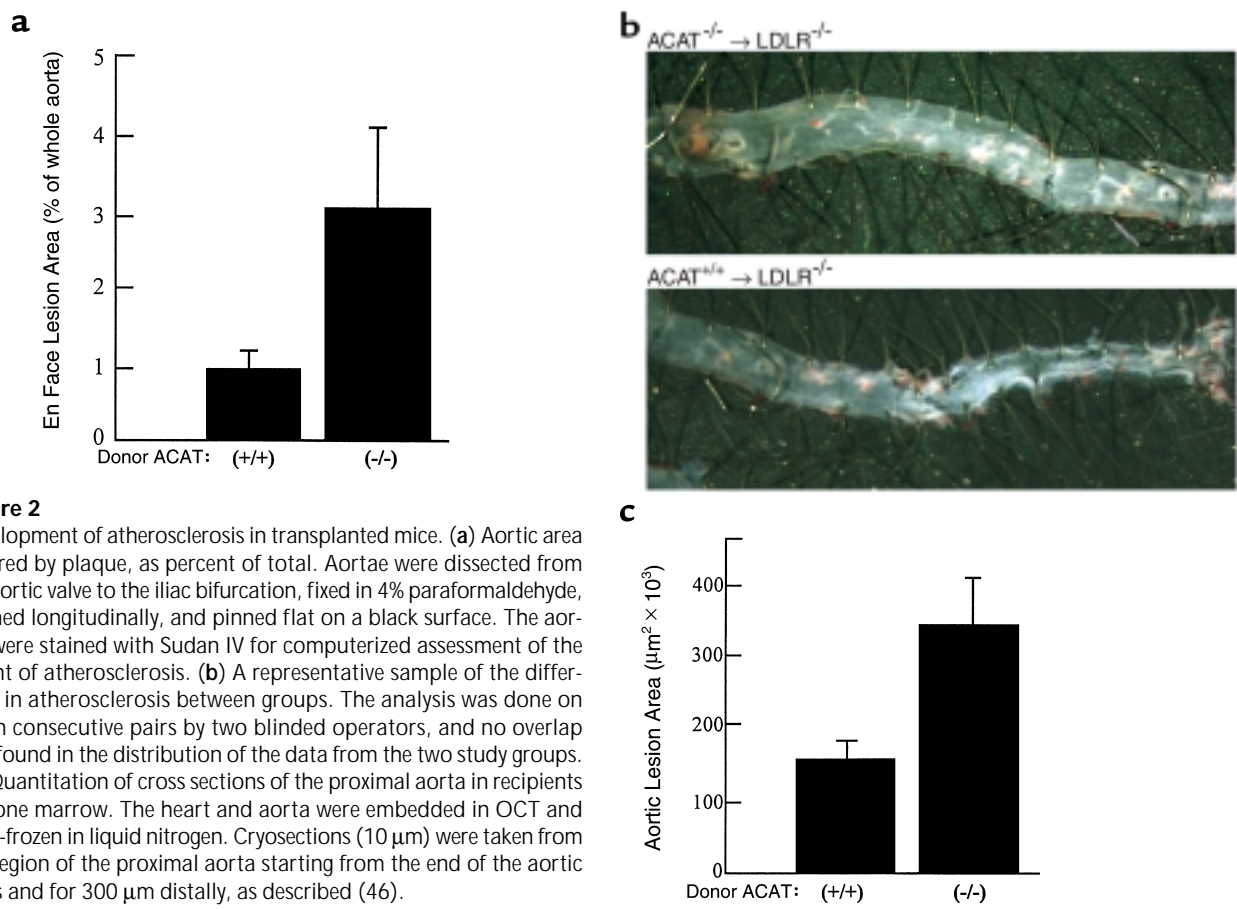 a
En Face Lesion Area (% of whole aorta)
5
4
3
2
1
0
Donor ACAT: (+/+) (-/-)
b
ACAT-/- → LDLR-/-
ACAT+/+ → LDLR-/-
re 2
lopment of atherosclerosis in transplanted mice. (a) Aortic area
red by plaque, as percent of total. Aortae were dissected from
ortic valve to the iliac bifurcation, fixed in 4% paraformaldehyde,
ned longitudinally, and pinned flat on a black surface. The aor-
were stained with Sudan IV for computerized assessment of the
nt of atherosclerosis. (b) A representative sample of the differ-
in atherosclerosis between groups. The analysis was done on
n consecutive pairs by two blinded operators, and no overlap
found in the distribution of the data from the two study groups.
Quantitation of cross sections of the proximal aorta in recipients
one marrow. The heart and aorta were embedded in OCT and
-frozen in liquid nitrogen. Cryosections (10 μm) were taken from
egion of the proximal aorta starting from the end of the aortic
s and for 300 μm distally, as described (46).
c
Aortic Lesion Area (μm² × 10³)
400
300
200
100
0
Donor ACAT: (+/+) (-/-)